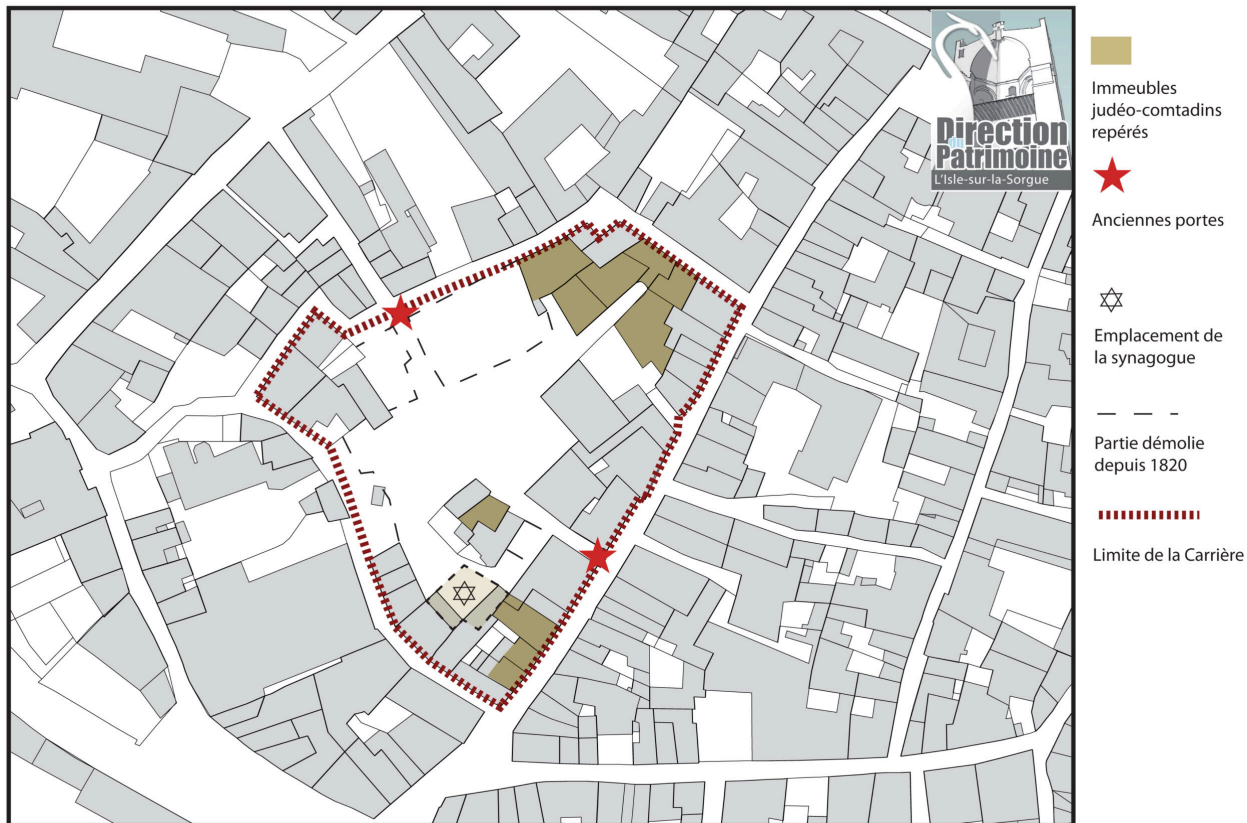 Direction
du
Patrimoine
L'Isle-sur-la-Sorgue
Immeubles
judéo-comtadins
repérés
Anciennes portes
Emplacement de
la synagogue
Partie démolie
depuis 1820
Limite de la Carrière